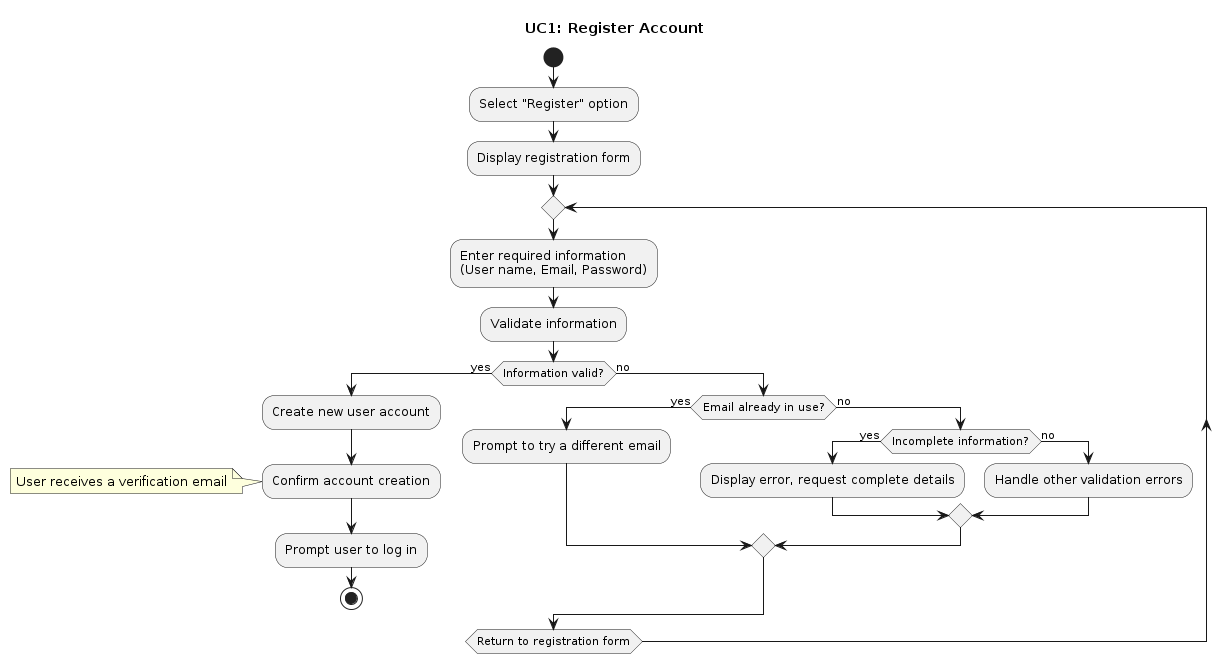 UC1: Register Account
Select "Register" option
Display registration form
Enter required information
(User name, Email, Password)
Validate information
yes
Information valid?
no
Create new user account
yes
Email already in use?
no
Prompt to try a different email
yes
Incomplete information?
no
User receives a verification email
Confirm account creation
Display error, request complete details
Handle other validation errors
Prompt user to log in
Return to registration form